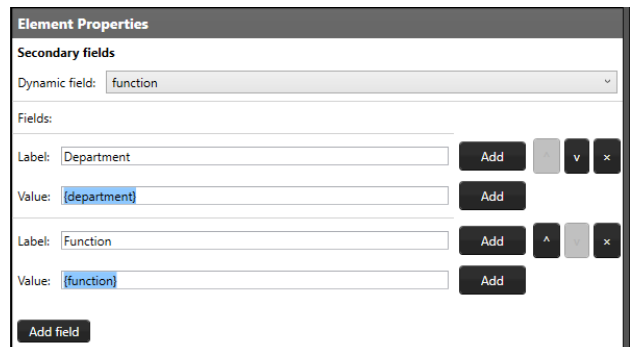 Element Properties
Secondary fields
Dynamic field: function
Fields:
Label: Department Add ^ v ×
Value: {department} Add
Label: Function Add ^ v ×
Value: {function} Add
Add field